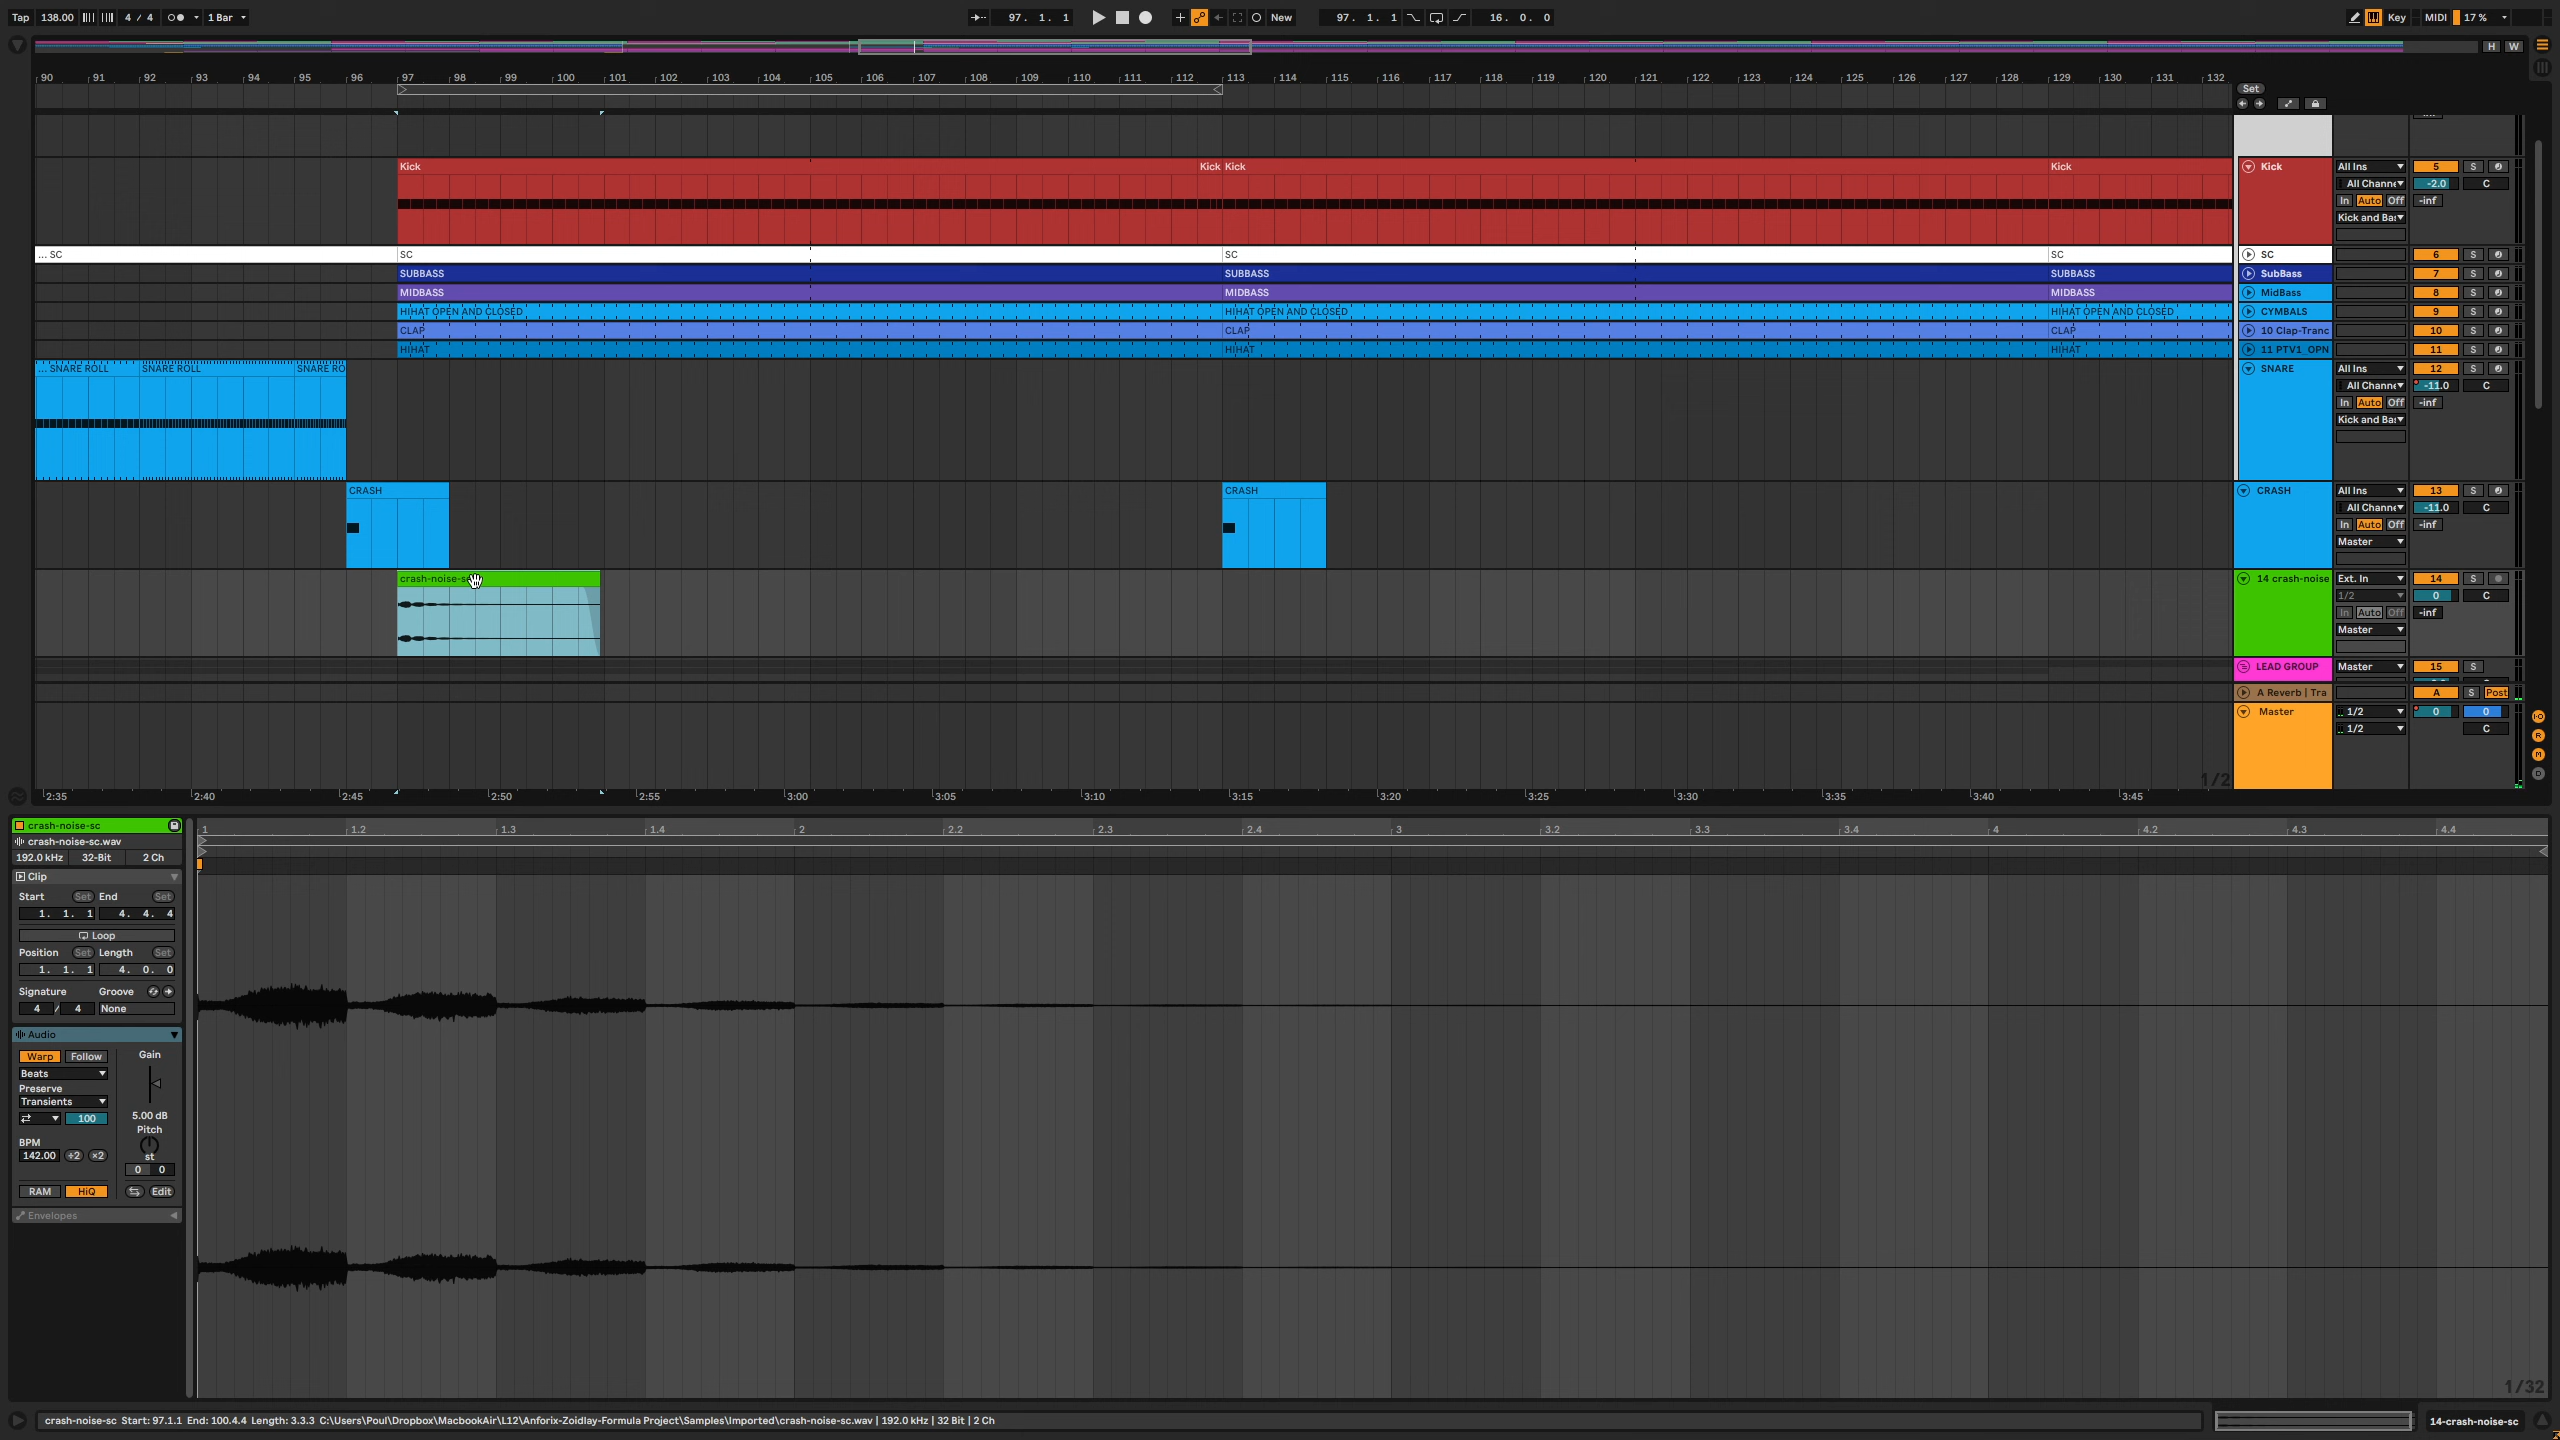 Tap 138.00 4 / 4 1 Bar 97. 1. 1 New 97. 1. 1 16. 0. 0 Key MIDI 17 %
H W
90 91 92 93 94 95 96 97 98 99 100 101 102 103 104 105 106 107 108 109 110 111 112 113 114 115 116 117 118 119 120 121 122 123 124 125 126 127 128 129 130 131 132
Set
Kick Kick Kick Kick Kick All Ins 5 S
All Channe -2.0 C
In Auto Off -inf
Kick and Bas
... SC SC SC SC SC 6 S
SUBBASS SUBBASS SUBBASS SubBass 7 S
MIDBASS MIDBASS MIDBASS MidBass 8 S
HIHAT OPEN AND CLOSED HIHAT OPEN AND CLOSED HIHAT OPEN AND CLOSED CYMBALS 9 S
CLAP CLAP CLAP 10 Clap-Tranc 10 S
HIHAT HIHAT HIHAT 11 PTV1_OPN 11 S
... SNARE ROLL SNARE ROLL SNARE RO SNARE All Ins 12 S
All Channe -11.0 C
In Auto Off -inf
Kick and Bas
CRASH CRASH CRASH All Ins 13 S
All Channe -11.0 C
In Auto Off -inf
Master
crash-noise-s 14 crash-noise Ext. In 14 S
1/2 0 C
In Auto Off -inf
Master
LEAD GROUP Master 15 S
A Reverb | Tra A S Post
Master 1/2 0 0
1/2 C
1/2
2:35 2:40 2:45 2:50 2:55 3:00 3:05 3:10 3:15 3:20 3:25 3:30 3:35 3:40 3:45
crash-noise-sc 1 1.2 1.3 1.4 2 2.2 2.3 2.4 3 3.2 3.3 3.4 4 4.2 4.3 4.4
crash-noise-sc.wav
192.0 kHz 32-Bit 2 Ch
Clip
Start Set End Set
1. 1. 1 4. 4. 4
Loop
Position Set Length Set
1. 1. 1 4. 0. 0
Signature Groove
4 / 4 None
Audio
Warp Follow Gain
Beats
Preserve
Transients
100 5.00 dB
Pitch
BPM
142.00 ÷2 ×2 st
0 0
RAM HiQ Edit
Envelopes
1/32
crash-noise-sc Start: 97.1.1 End: 100.4.4 Length: 3.3.3 C:\Users\Poul\Dropbox\MacbookAir\L12\Anforix-Zoidlay-Formula Project\Samples\Imported\crash-noise-sc.wav | 192.0 kHz | 32 Bit | 2 Ch 14-crash-noise-sc